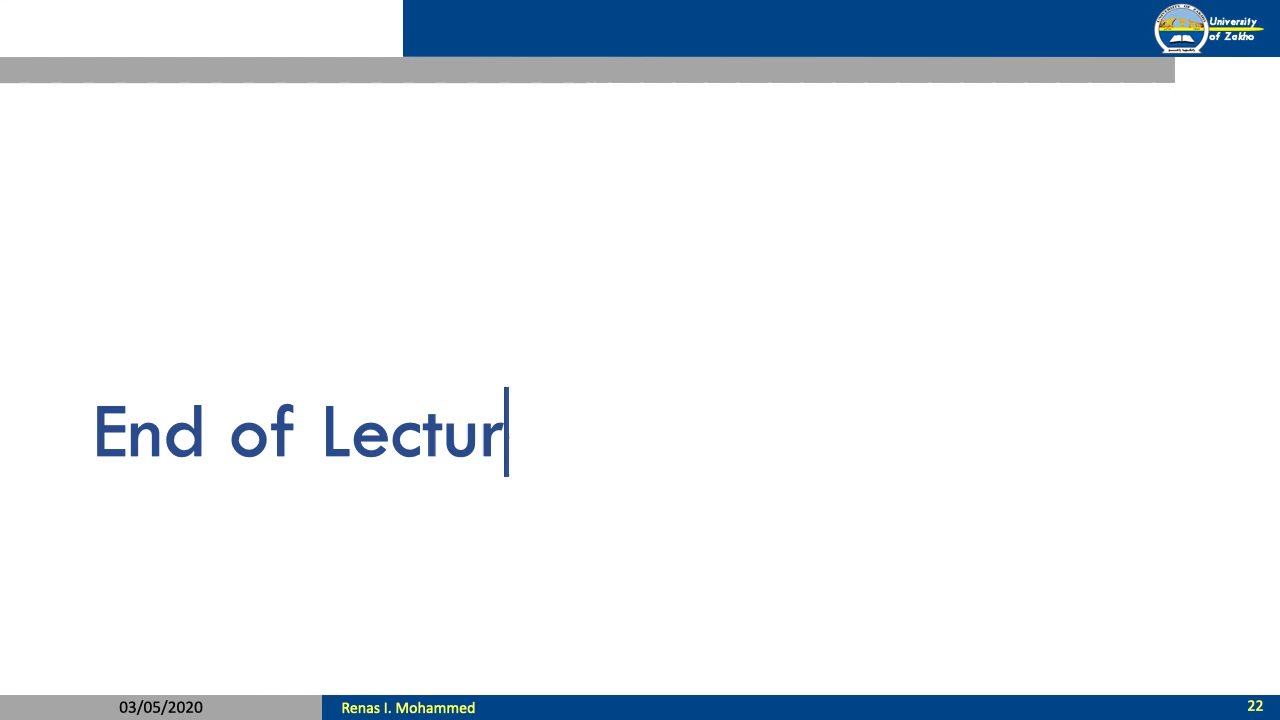 University
of Zakho
End of Lectur
03/05/2020
Renas I. Mohammed
22